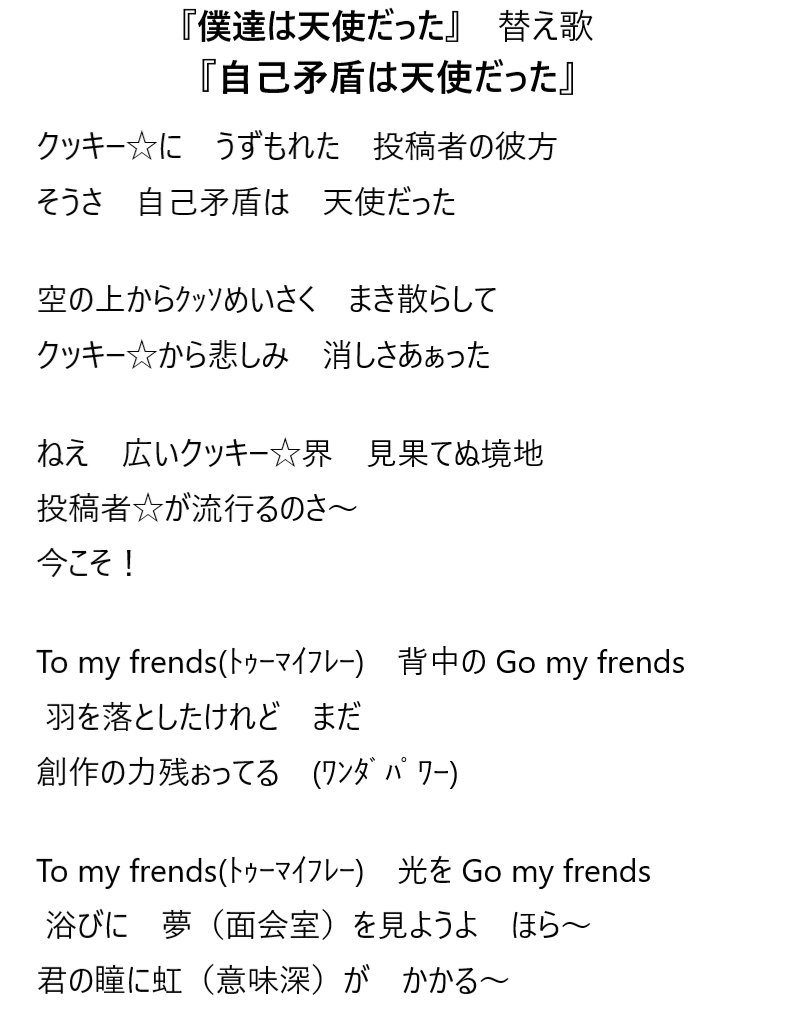 『僕達は天使だった』　替え歌
『自己矛盾は天使だった』
クッキー☆に　うずもれた　投稿者の彼方
そうさ　自己矛盾は　天使だった
空の上からｸｯｿめいさく　まき散らして
クッキー☆から悲しみ　消しさあぁった
ねえ　広いクッキー☆界　見果てぬ境地
投稿者☆が流行るのさ～
今こそ！
To my frends(ﾄｩｰﾏｲﾌﾚｰ)　背中の Go my frends
羽を落としたけれど　まだ
創作の力残ぉってる　(ﾜﾝﾀﾞﾊﾟﾜｰ)
To my frends(ﾄｩｰﾏｲﾌﾚｰ)　光を Go my frends
浴びに　夢（面会室）を見ようよ　ほら～
君の瞳に虹（意味深）が　かかる～